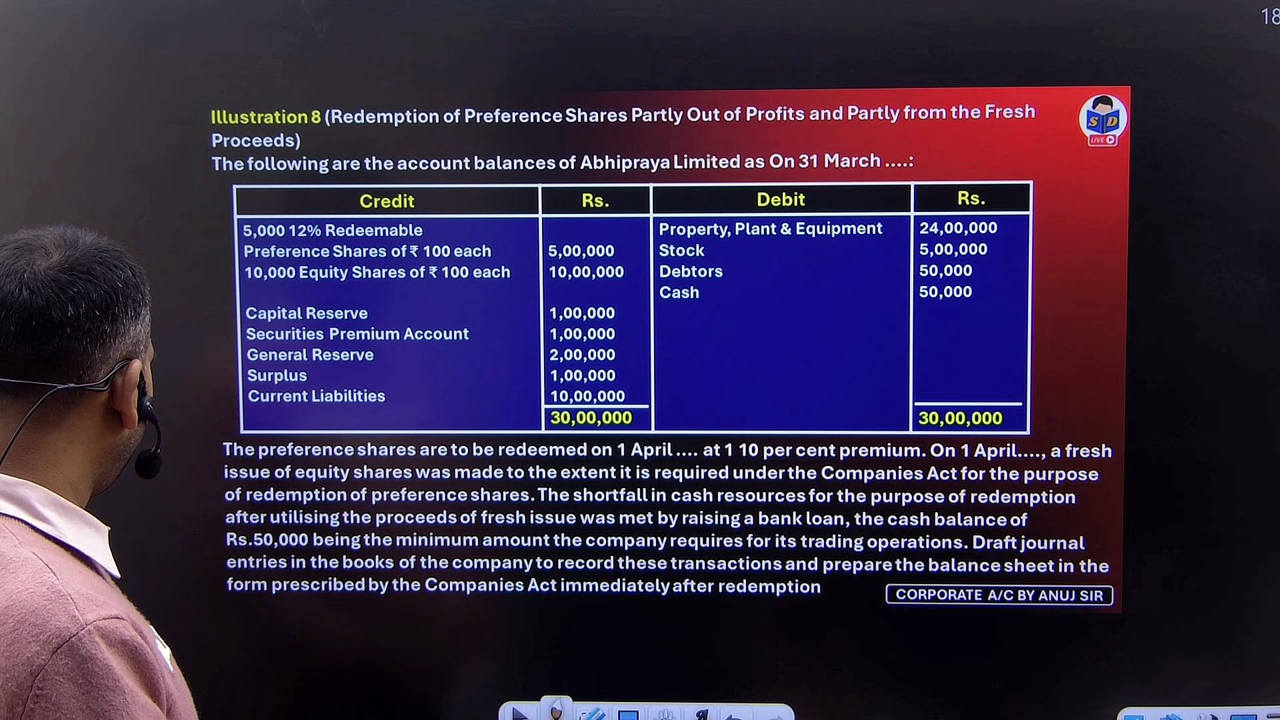 18
Illustration 8 (Redemption of Preference Shares Partly Out of Profits and Partly from the Fresh
Proceeds)
S D
LIVE
The following are the account balances of Abhipraya Limited as On 31 March ....:
Credit Rs. Debit Rs.
5,000 12% Redeemable Property, Plant & Equipment 24,00,000
Preference Shares of ₹ 100 each 5,00,000 Stock 5,00,000
10,000 Equity Shares of ₹ 100 each 10,00,000 Debtors 50,000
Cash 50,000
Capital Reserve 1,00,000
Securities Premium Account 1,00,000
General Reserve 2,00,000
Surplus 1,00,000
Current Liabilities 10,00,000
30,00,000 30,00,000
The preference shares are to be redeemed on 1 April .... at 1 10 per cent premium. On 1 April...., a fresh
issue of equity shares was made to the extent it is required under the Companies Act for the purpose
of redemption of preference shares. The shortfall in cash resources for the purpose of redemption
after utilising the proceeds of fresh issue was met by raising a bank loan, the cash balance of
Rs.50,000 being the minimum amount the company requires for its trading operations. Draft journal
entries in the books of the company to record these transactions and prepare the balance sheet in the
form prescribed by the Companies Act immediately after redemption
CORPORATE A/C BY ANUJ SIR